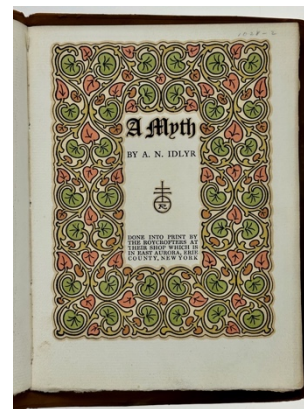 A Myth
BY A. N. IDLYR
R
DONE INTO PRINT BY
THE ROYCROFTERS AT
THEIR SHOP WHICH IS
IN EAST AURORA, ERIE
COUNTY, NEW YORK